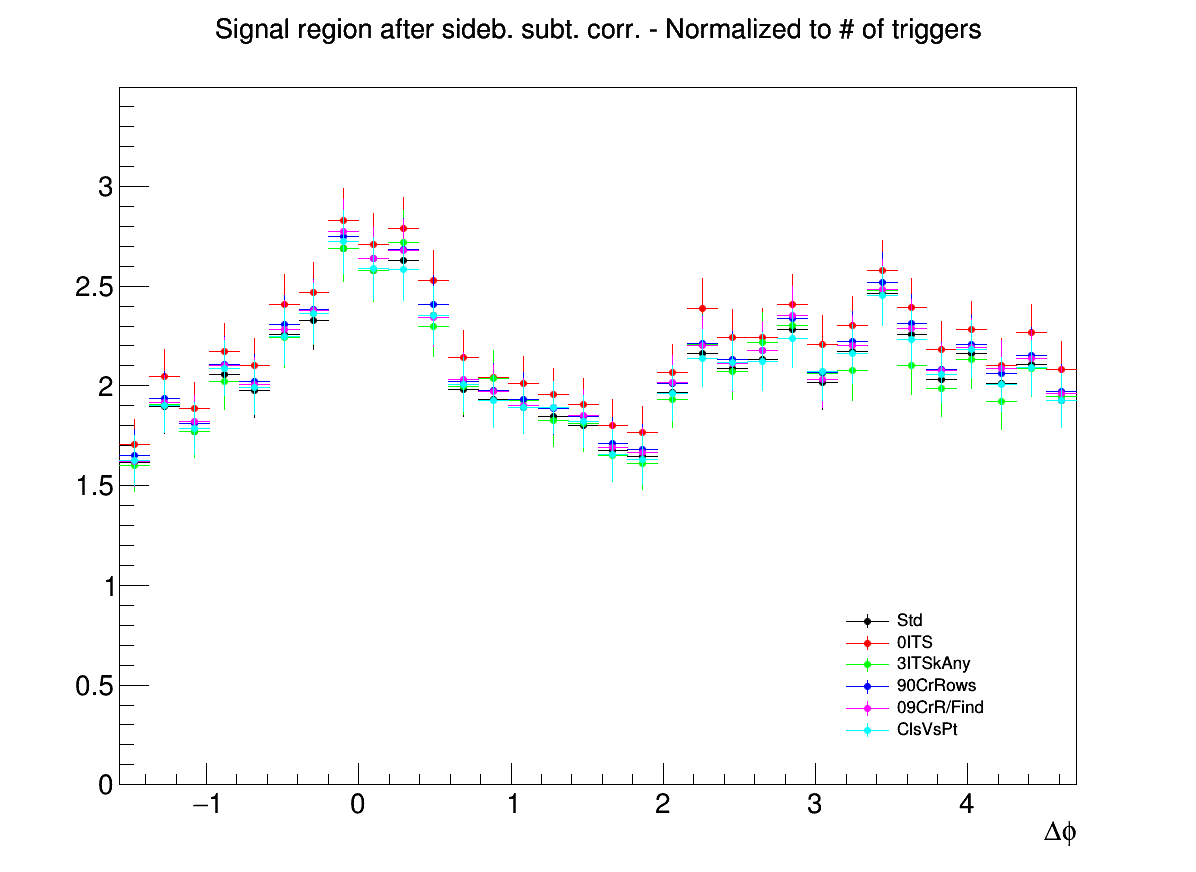 Signal region after sideb. subt. corr. - Normalized to # of triggers
3
2.5
2
1.5
1
0.5
0
−1 0 1 2 3 4
Δϕ
Std
0ITS
3ITSkAny
90CrRows
09CrR/Find
ClsVsPt